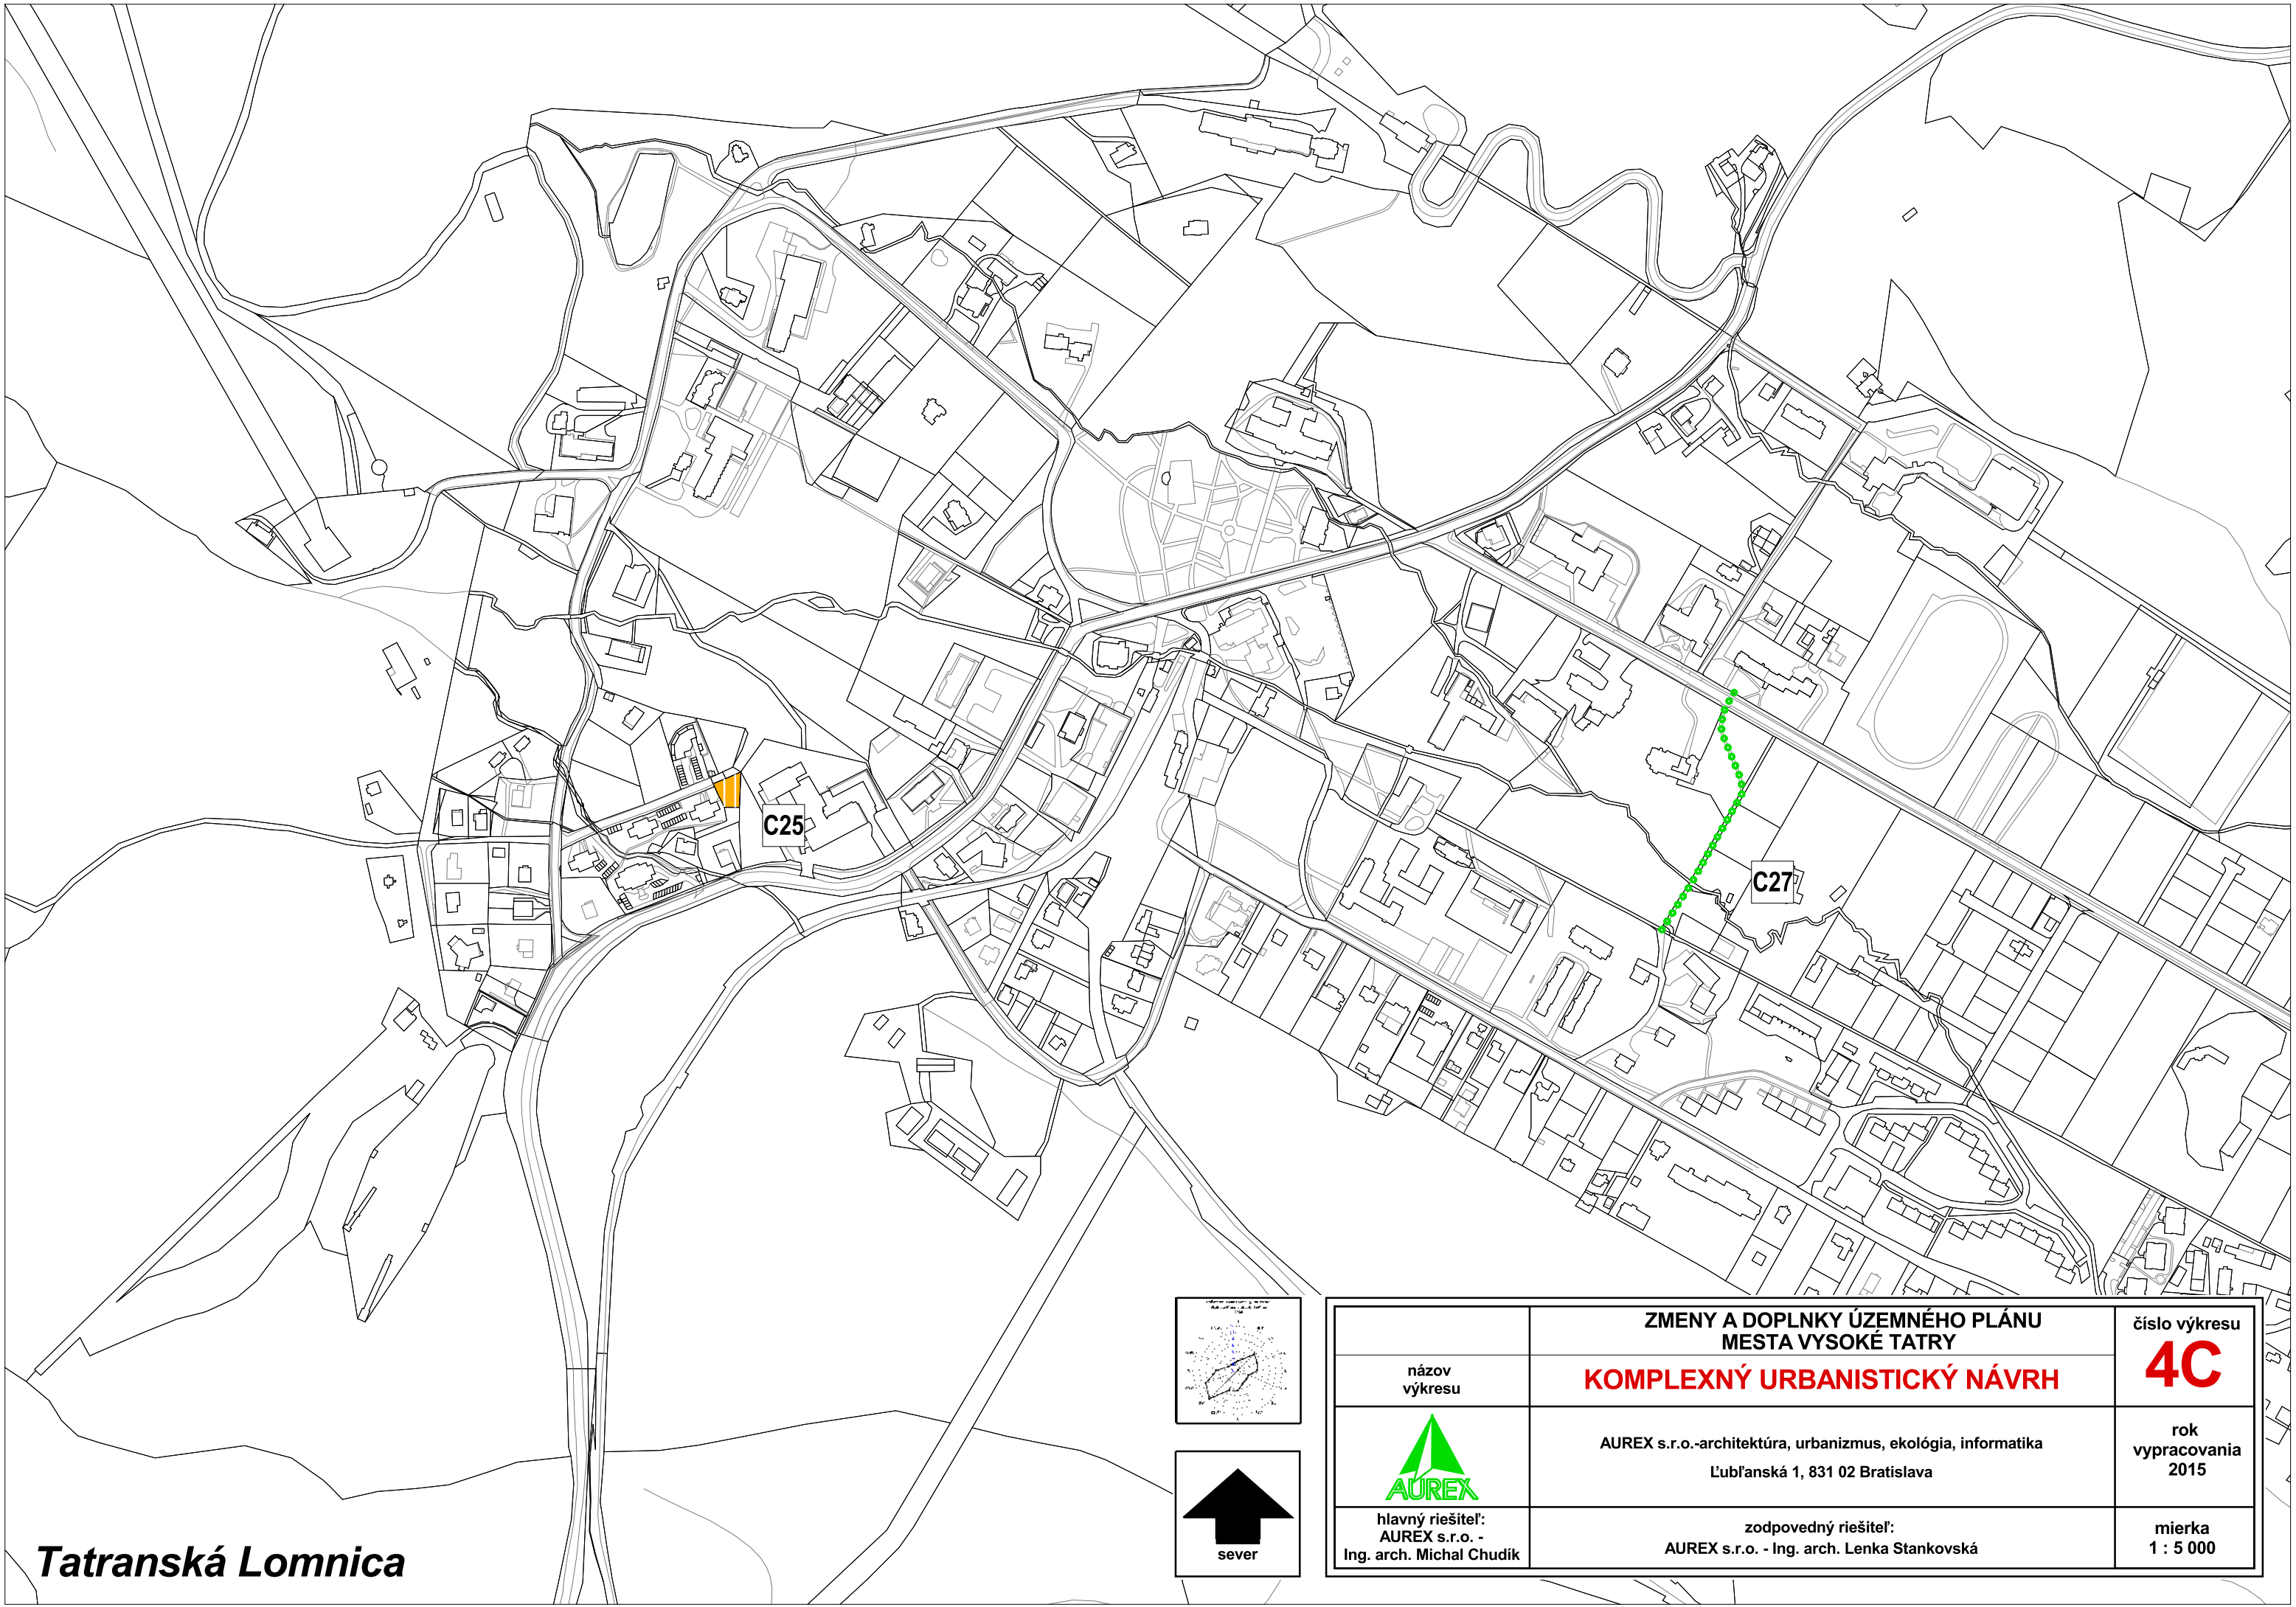 C25
C27
Tatranská Lomnica
sever
ZMENY A DOPLNKY ÚZEMNÉHO PLÁNU
MESTA VYSOKÉ TATRY
číslo výkresu
4C
názov
výkresu
KOMPLEXNÝ URBANISTICKÝ NÁVRH
AUREX
AUREX s.r.o.-architektúra, urbanizmus, ekológia, informatika
Ľubľanská 1, 831 02 Bratislava
rok
vypracovania
2015
hlavný riešiteľ:
AUREX s.r.o. -
Ing. arch. Michal Chudík
zodpovedný riešiteľ:
AUREX s.r.o. - Ing. arch. Lenka Stankovská
mierka
1 : 5 000